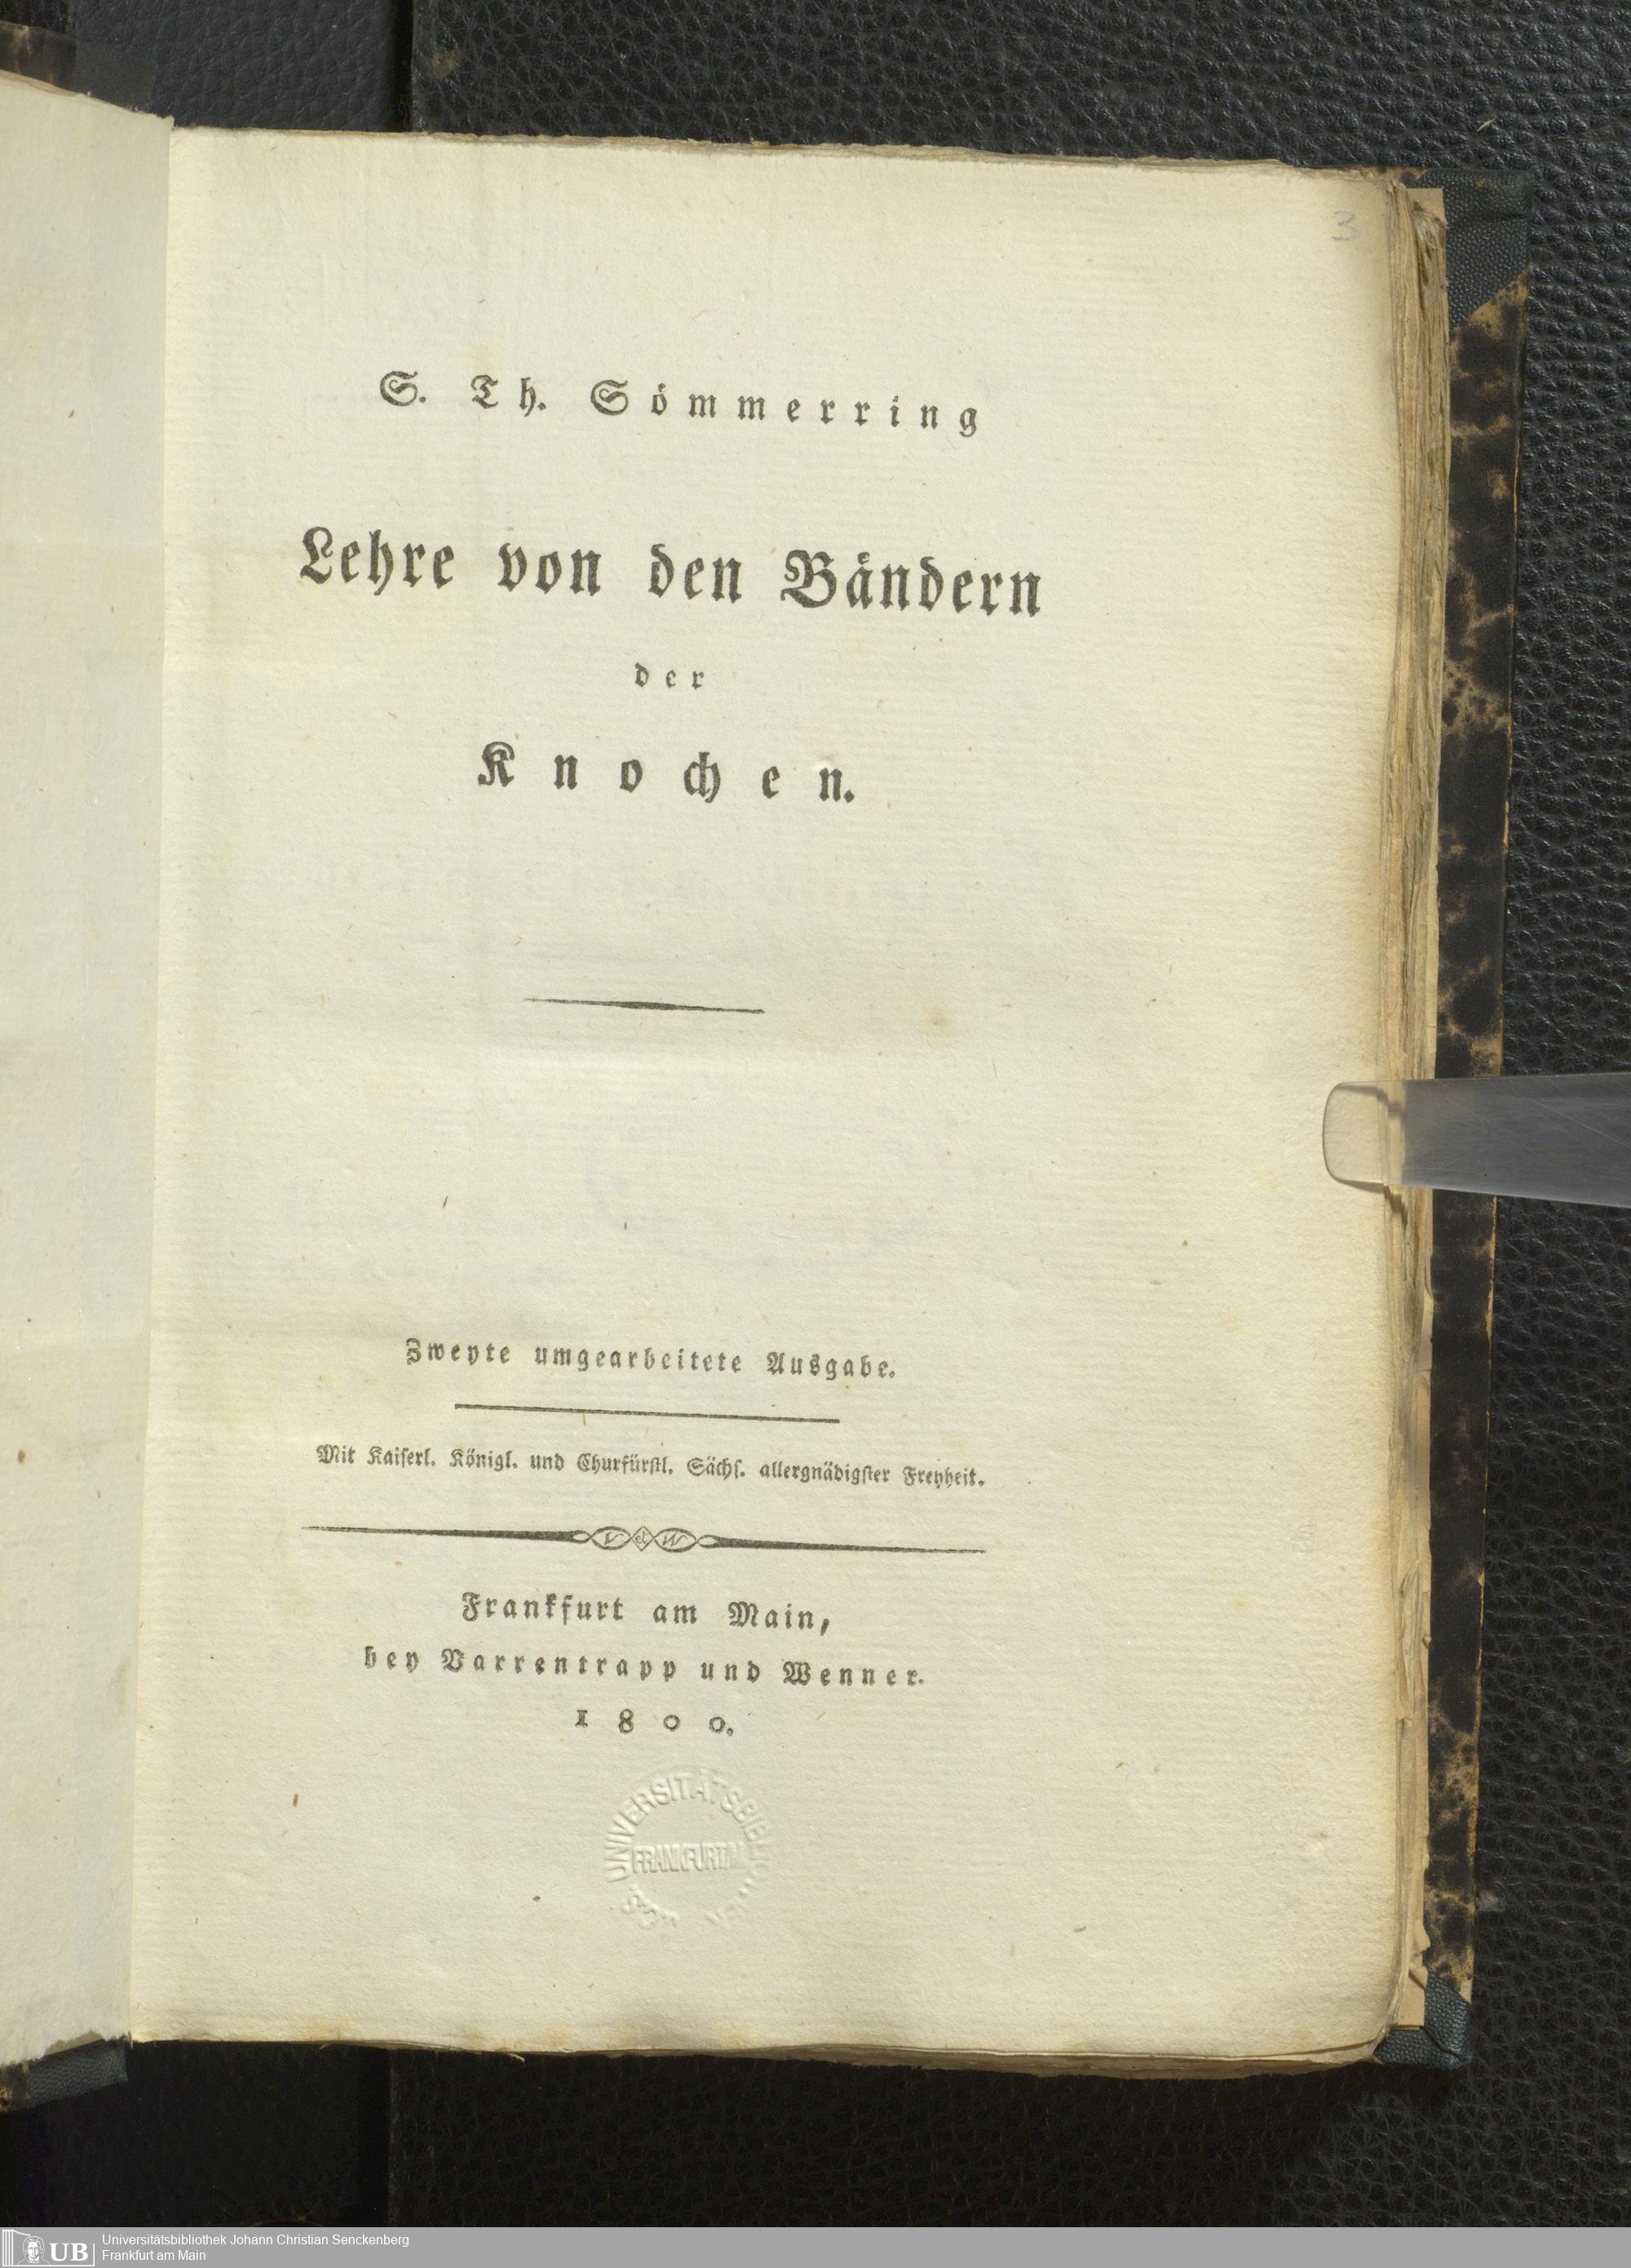 3
S. Th. Sömmerring
Lehre von den Bändern
der
Knochen.
Zweyte umgearbeitete Ausgabe.
Mit Kaiserl. Königl. und Churfürstl. Sächs. allergnädigster Freyheit.
V & W
Frankfurt am Main,
bey Varrentrapp und Wenner.
1800.
FRANKFURT/M.
UB
Universitätsbibliothek Johann Christian Senckenberg
Frankfurt am Main